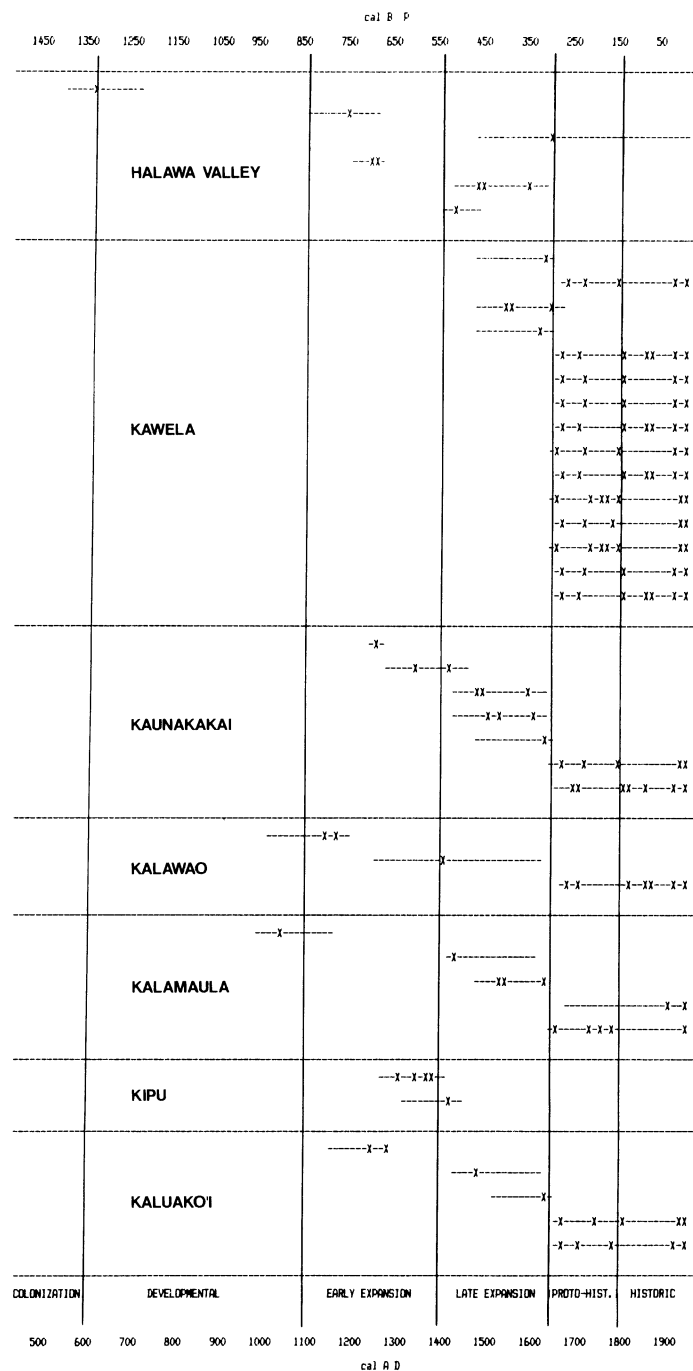 cal B P
1450 1350 1250 1150 1050 950 850 750 650 550 450 350 250 150 50
HALAWA VALLEY
KAWELA
KAUNAKAKAI
KALAWAO
KALAMAULA
KIPU
KALUAKO'I
COLONIZATION DEVELOPMENTAL EARLY EXPANSION LATE EXPANSION (PROTO-HIST.) HISTORIC
500 600 700 800 900 1000 1100 1200 1300 1400 1500 1600 1700 1800 1900
cal A D